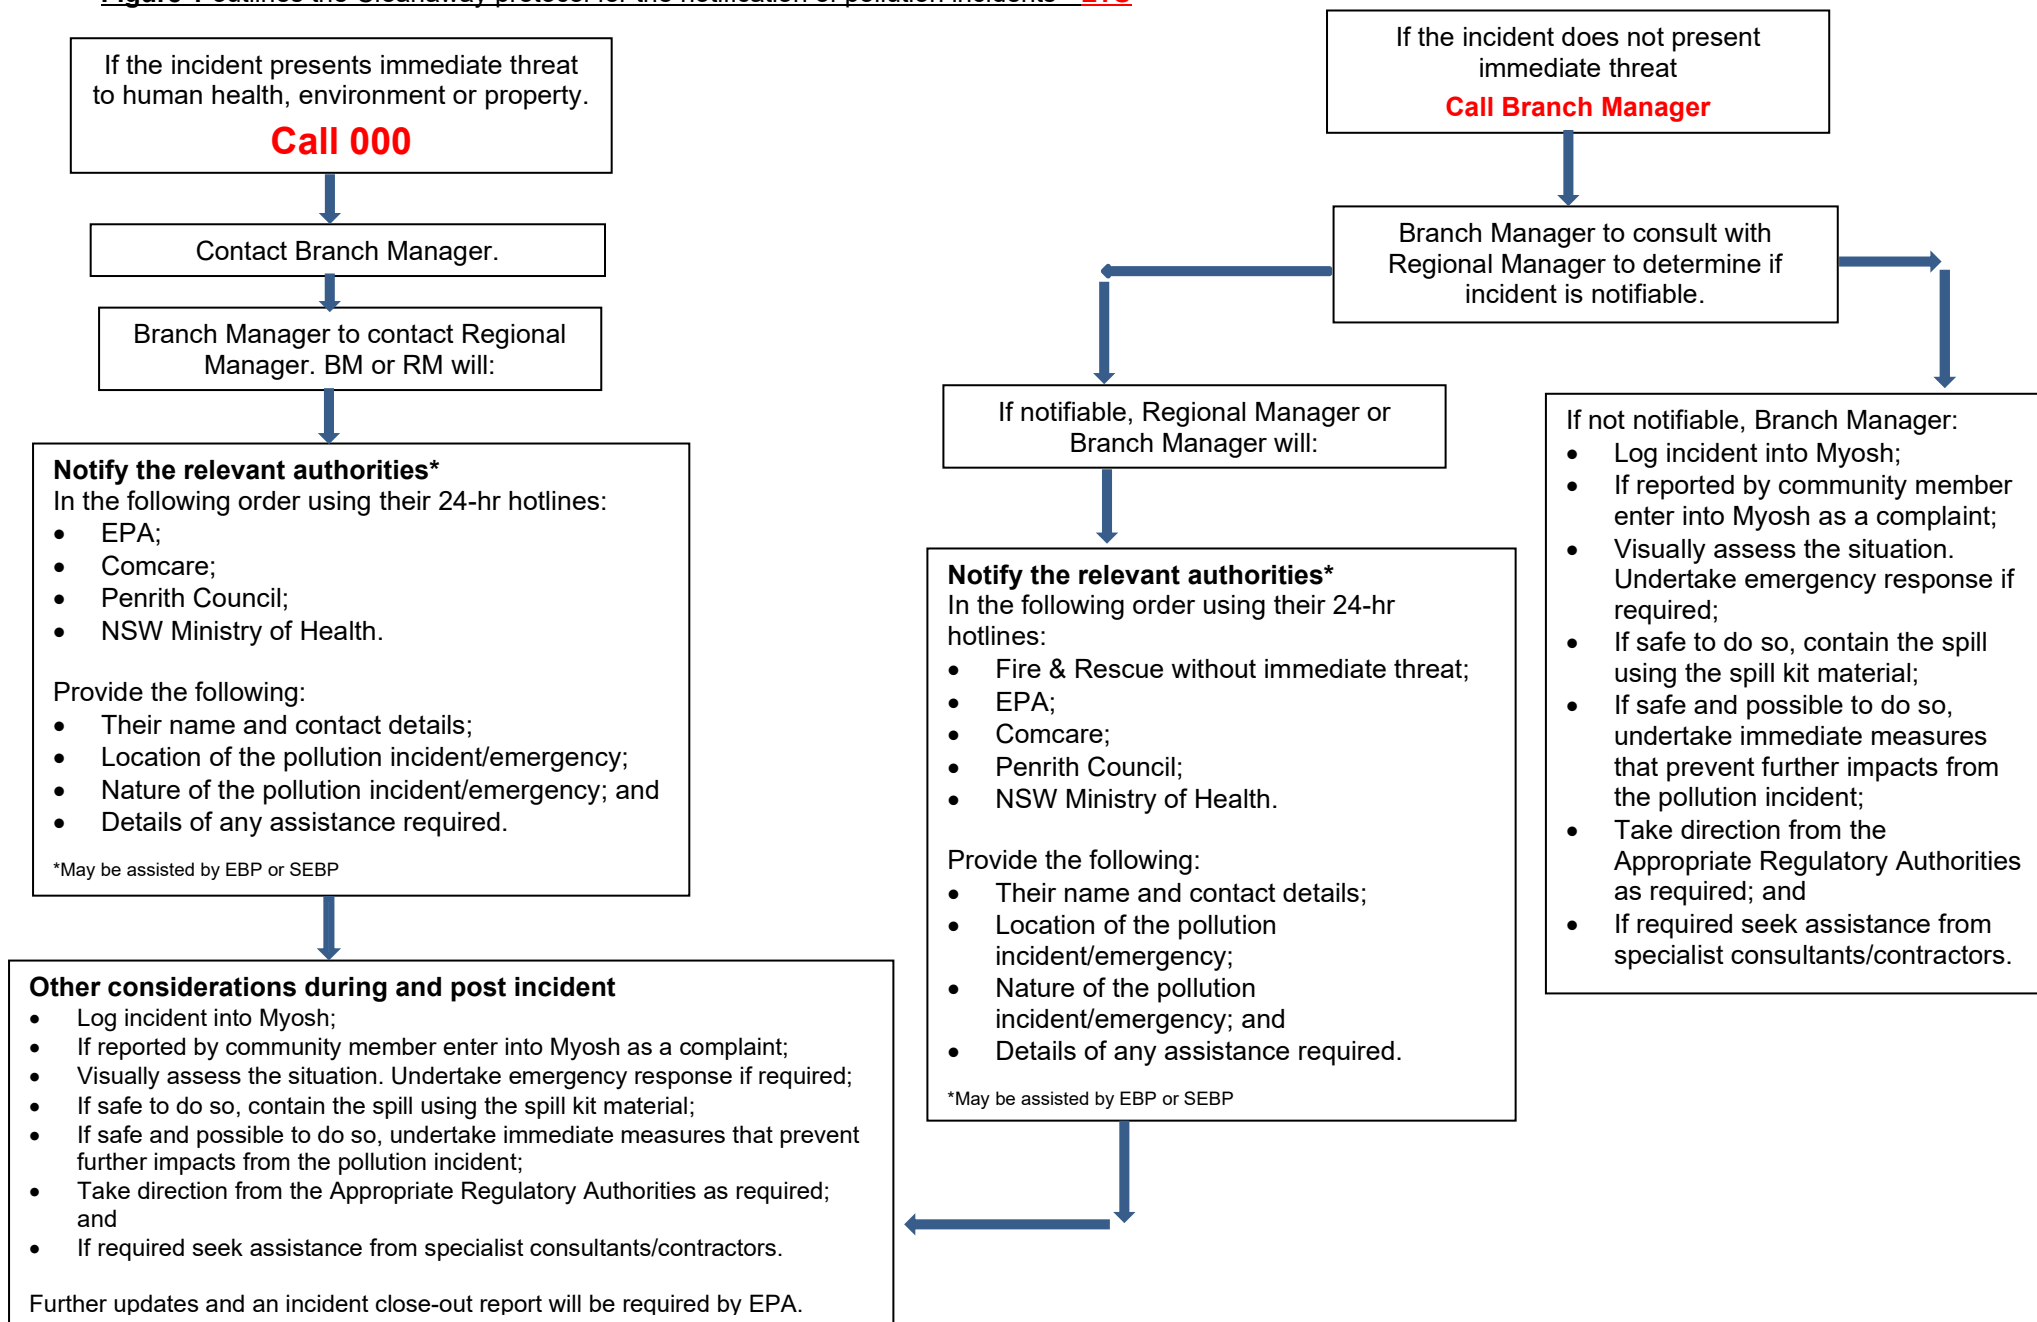 If the incident presents immediate threat
to human health, environment or property.
Call 000
Contact Branch Manager.
Branch Manager to contact Regional
Manager. BM or RM will:
Notify the relevant authorities*
In the following order using their 24-hr hotlines:
• EPA;
• Comcare;
• Penrith Council;
• NSW Ministry of Health.
Provide the following:
• Their name and contact details;
• Location of the pollution incident/emergency;
• Nature of the pollution incident/emergency; and
• Details of any assistance required.
*May be assisted by EBP or SEBP
Other considerations during and post incident
• Log incident into Myosh;
• If reported by community member enter into Myosh as a complaint;
• Visually assess the situation. Undertake emergency response if required;
• If safe to do so, contain the spill using the spill kit material;
• If safe and possible to do so, undertake immediate measures that prevent
further impacts from the pollution incident;
• Take direction from the Appropriate Regulatory Authorities as required;
and
• If required seek assistance from specialist consultants/contractors.
Further updates and an incident close-out report will be required by EPA.
If the incident does not present
immediate threat
Call Branch Manager
Branch Manager to consult with
Regional Manager to determine if
incident is notifiable.
If notifiable, Regional Manager or
Branch Manager will:
Notify the relevant authorities*
In the following order using their 24-hr
hotlines:
• Fire & Rescue without immediate threat;
• EPA;
• Comcare;
• Penrith Council;
• NSW Ministry of Health.
Provide the following:
• Their name and contact details;
• Location of the pollution
incident/emergency;
• Nature of the pollution
incident/emergency; and
• Details of any assistance required.
*May be assisted by EBP or SEBP
If not notifiable, Branch Manager:
• Log incident into Myosh;
• If reported by community member
enter into Myosh as a complaint;
• Visually assess the situation.
Undertake emergency response if
required;
• If safe to do so, contain the spill
using the spill kit material;
• If safe and possible to do so,
undertake immediate measures
that prevent further impacts from
the pollution incident;
• Take direction from the
Appropriate Regulatory Authorities
as required; and
• If required seek assistance from
specialist consultants/contractors.